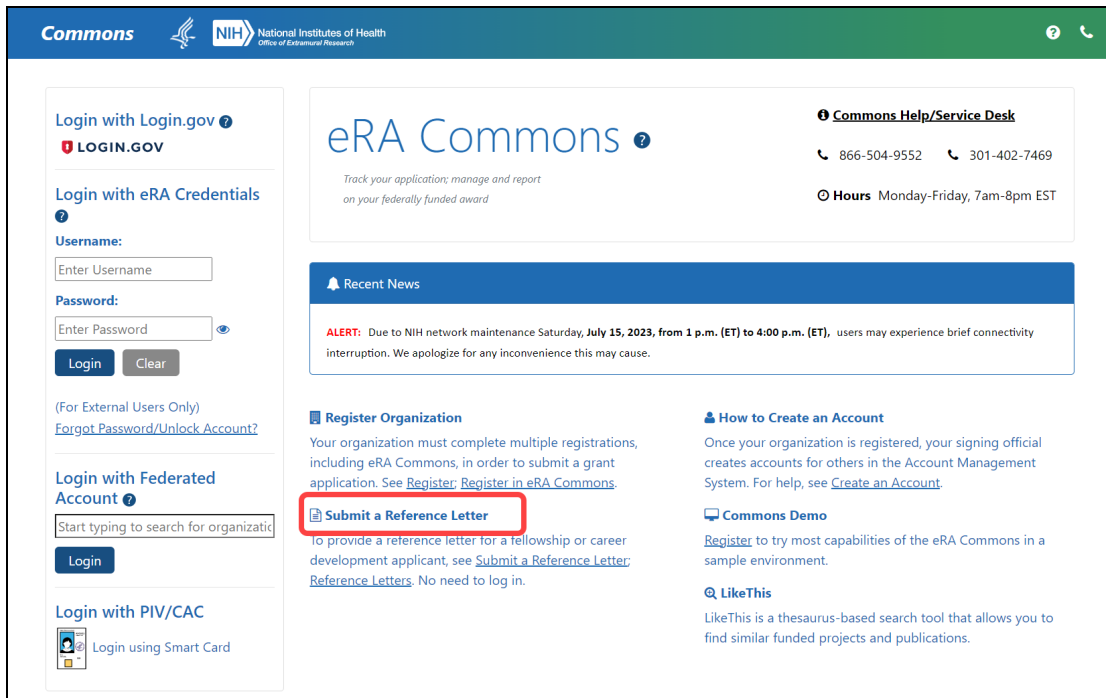 Commons
NIH
National Institutes of Health
Office of Extramural Research
Login with Login.gov
LOGIN.GOV
Login with eRA Credentials
Username:
Enter Username
Password:
Enter Password
Login Clear
(For External Users Only)
Forgot Password/Unlock Account?
Login with Federated
Account
Start typing to search for organizatic
Login
Login with PIV/CAC
Login using Smart Card
eRA Commons
Track your application; manage and report
on your federally funded award
Commons Help/Service Desk
866-504-9552 301-402-7469
Hours Monday-Friday, 7am-8pm EST
Recent News
ALERT: Due to NIH network maintenance Saturday, July 15, 2023, from 1 p.m. (ET) to 4:00 p.m. (ET), users may experience brief connectivity
interruption. We apologize for any inconvenience this may cause.
Register Organization
Your organization must complete multiple registrations,
including eRA Commons, in order to submit a grant
application. See Register; Register in eRA Commons.
Submit a Reference Letter
To provide a reference letter for a fellowship or career
development applicant, see Submit a Reference Letter;
Reference Letters. No need to log in.
How to Create an Account
Once your organization is registered, your signing official
creates accounts for others in the Account Management
System. For help, see Create an Account.
Commons Demo
Register to try most capabilities of the eRA Commons in a
sample environment.
LikeThis
LikeThis is a thesaurus-based search tool that allows you to
find similar funded projects and publications.